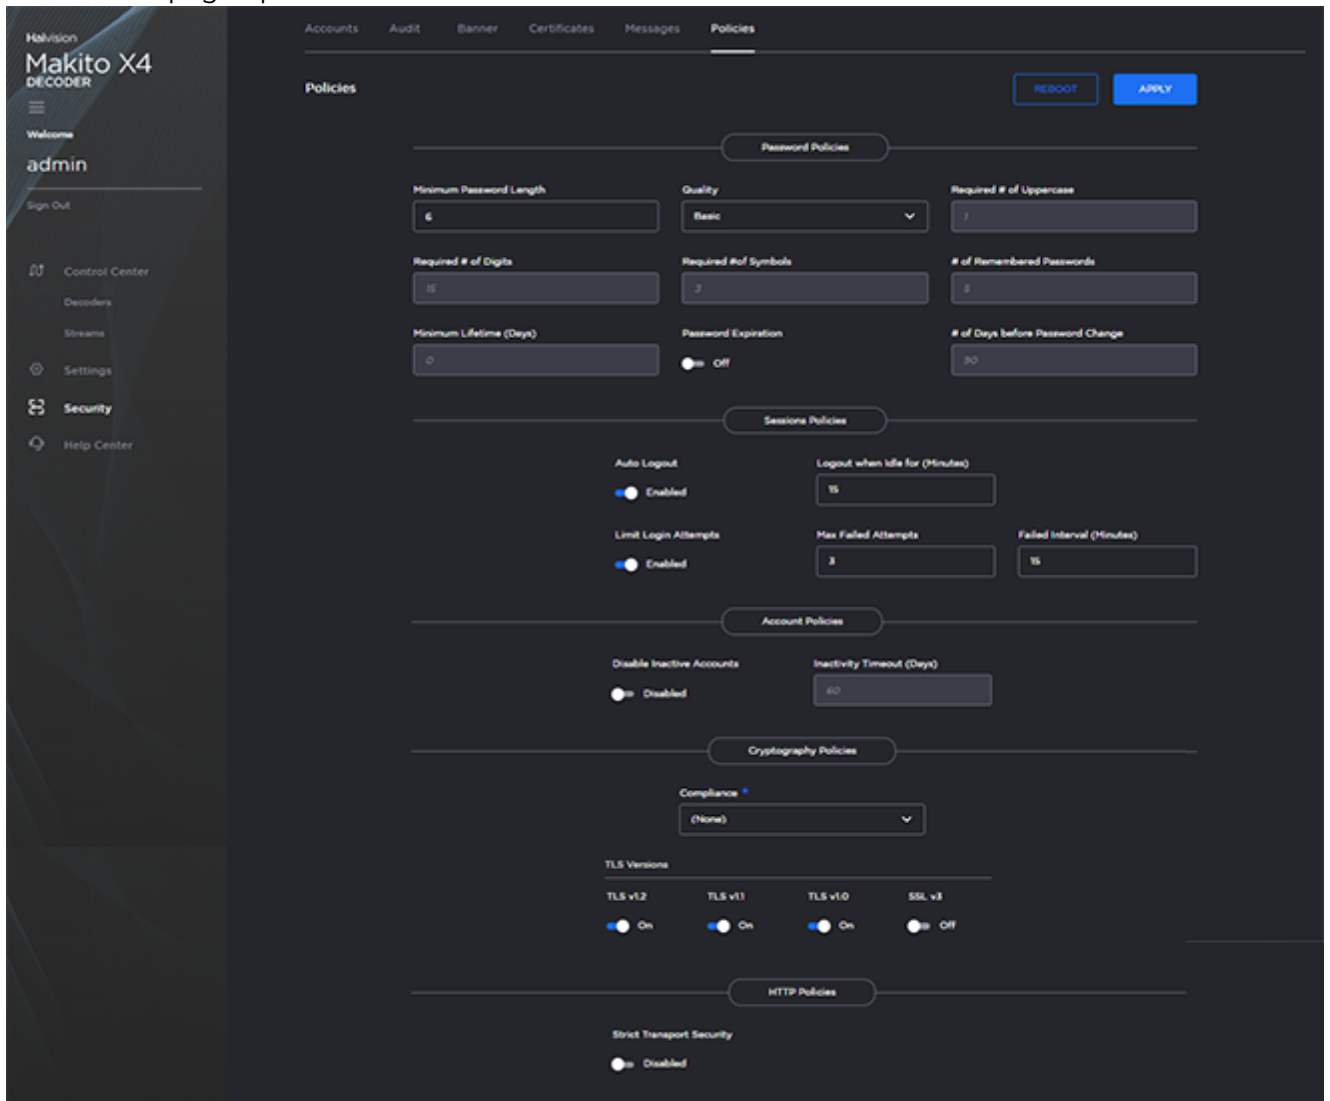 Haivision
Makito X4
DECODER
Welcome
admin
Sign Out
Control Center
Decoders
Streams
Settings
Security
Help Center
Accounts Audit Banner Certificates Messages Policies
Policies REBOOT APPLY
Password Policies
Minimum Password Length Quality Required # of Uppercase
6 Basic 1
Required # of Digits Required #of Symbols # of Remembered Passwords
15 3 5
Minimum Lifetime (Days) Password Expiration # of Days before Password Change
0 Off 90
Sessions Policies
Auto Logout Logout when Idle for (Minutes)
Enabled 15
Limit Login Attempts Max Failed Attempts Failed Interval (Minutes)
Enabled 3 15
Account Policies
Disable Inactive Accounts Inactivity Timeout (Days)
Disabled 60
Cryptography Policies
Compliance *
(None)
TLS Versions
TLS v1.2 TLS v1.1 TLS v1.0 SSL v3
On On On Off
HTTP Policies
Strict Transport Security
Disabled